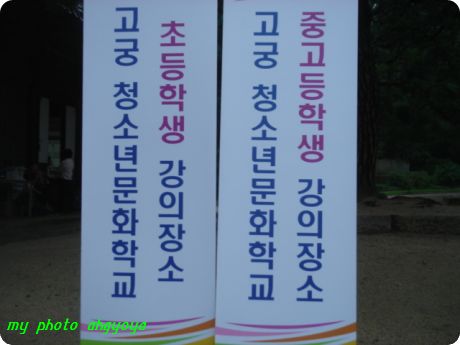 고궁 청소년문화학교
초등학생 강의장소
고궁 청소년문화학교
중고등학생 강의장소
my photo ahgyoya